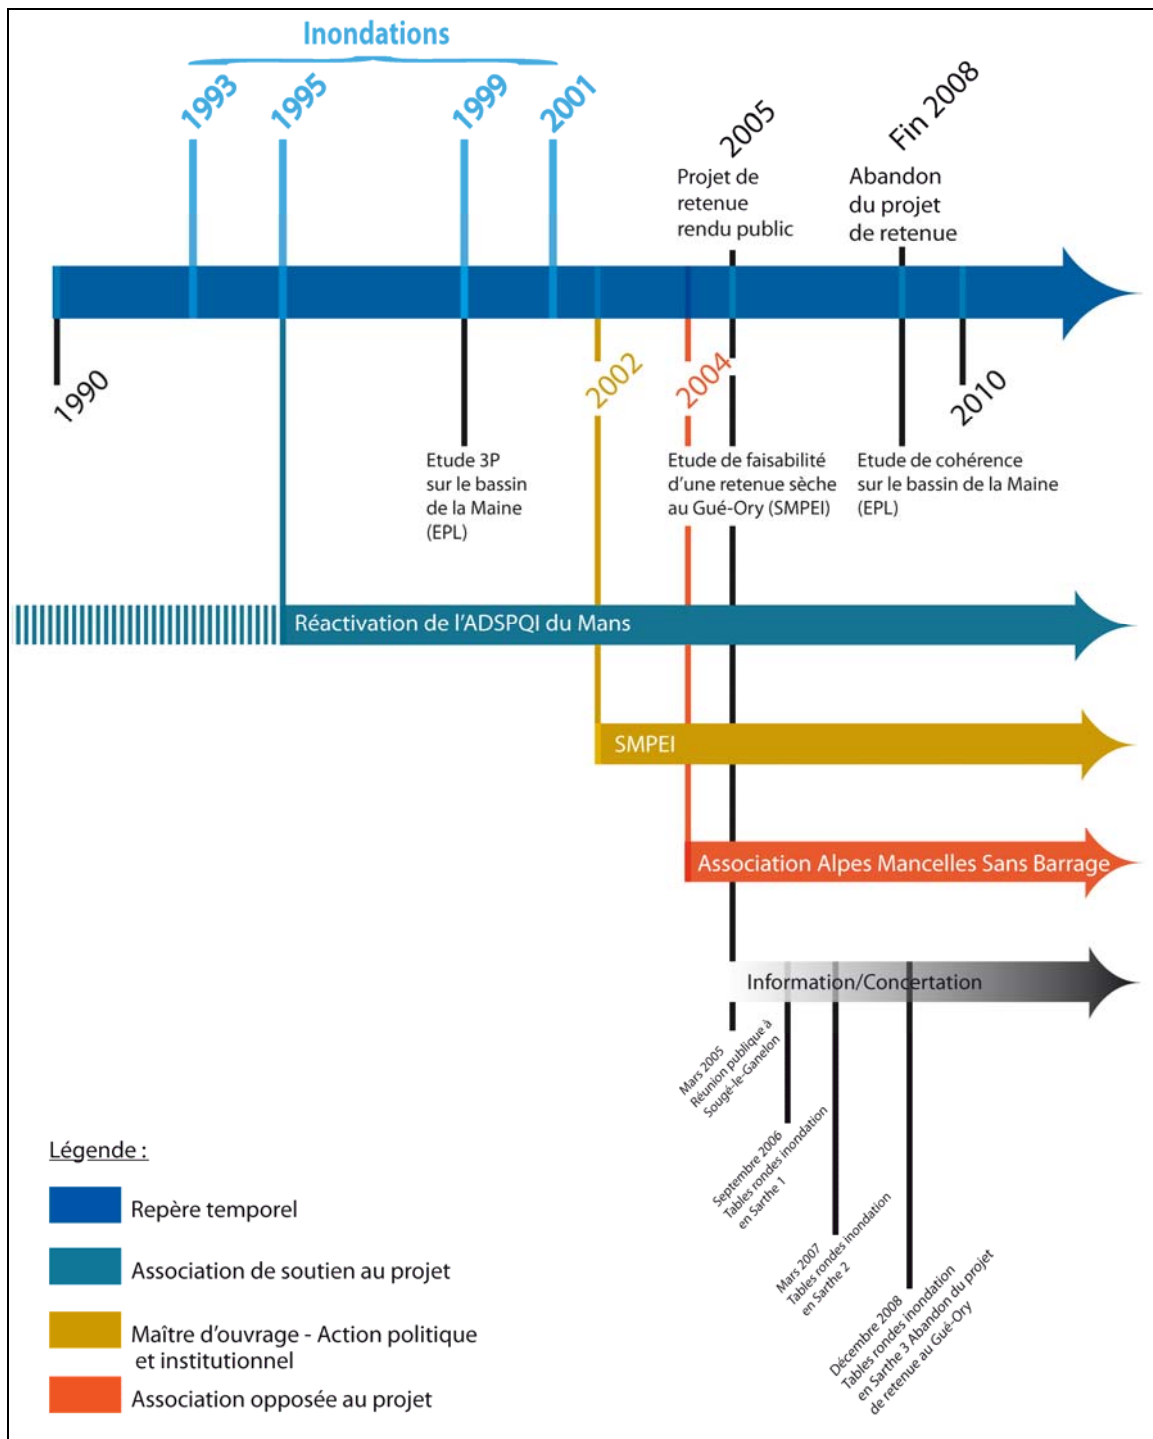 Inondations
1993
1995
1999
2001
2005
Fin 2008
Projet de
retenue
rendu public
Abandon
du projet
de retenue
1990
2002
2004
2010
Etude 3P
sur le bassin
de la Maine
(EPL)
Etude de faisabilité
d'une retenue sèche
au Gué-Ory (SMPEI)
Etude de cohérence
sur le bassin de la Maine
(EPL)
Réactivation de l'ADSPQI du Mans
SMPEI
Association Alpes Mancelles Sans Barrage
Information/Concertation
Mars 2005
Réunion publique à
Sougé-le-Ganelon
Septembre 2006
Tables rondes inondation
en Sarthe 1
Mars 2007
Tables rondes inondation
en Sarthe 2
Décembre 2008
Tables rondes inondation
en Sarthe 3 Abandon du projet
de retenue au Gué-Ory
Légende :
Repère temporel
Association de soutien au projet
Maître d'ouvrage - Action politique
et institutionnel
Association opposée au projet